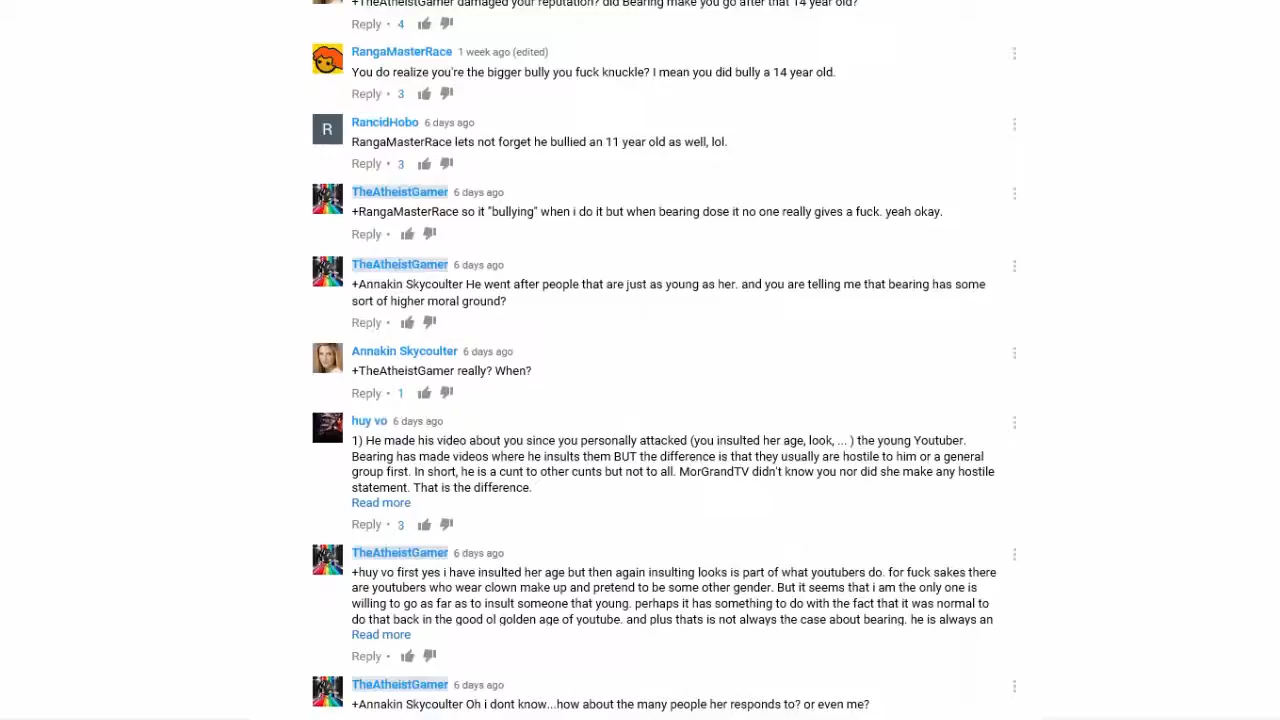 +TheAtheistGamer damaged your reputation? did Bearing make you go after that 14 year old?
Reply • 4
RangaMasterRace 1 week ago (edited)
You do realize you're the bigger bully you fuck knuckle? I mean you did bully a 14 year old.
Reply • 3
R
RancidHobo 6 days ago
RangaMasterRace lets not forget he bullied an 11 year old as well, lol.
Reply • 3
TheAtheistGamer 6 days ago
+RangaMasterRace so it "bullying" when i do it but when bearing dose it no one really gives a fuck. yeah okay.
Reply •
TheAtheistGamer 6 days ago
+Annakin Skycoulter He went after people that are just as young as her. and you are telling me that bearing has some
sort of higher moral ground?
Reply •
Annakin Skycoulter 6 days ago
+TheAtheistGamer really? When?
Reply • 1
huy vo 6 days ago
1) He made his video about you since you personally attacked (you insulted her age, look, ... ) the young Youtuber.
Bearing has made videos where he insults them BUT the difference is that they usually are hostile to him or a general
group first. In short, he is a cunt to other cunts but not to all. MorGrandTV didn't know you nor did she make any hostile
statement. That is the difference.
Read more
Reply • 3
TheAtheistGamer 6 days ago
+huy vo first yes i have insulted her age but then again insulting looks is part of what youtubers do. for fuck sakes there
are youtubers who wear clown make up and pretend to be some other gender. But it seems that i am the only one is
willing to go as far as to insult someone that young. perhaps it has something to do with the fact that it was normal to
do that back in the good ol golden age of youtube. and plus thats is not always the case about bearing. he is always an
Read more
Reply •
TheAtheistGamer 6 days ago
+Annakin Skycoulter Oh i dont know...how about the many people her responds to? or even me?